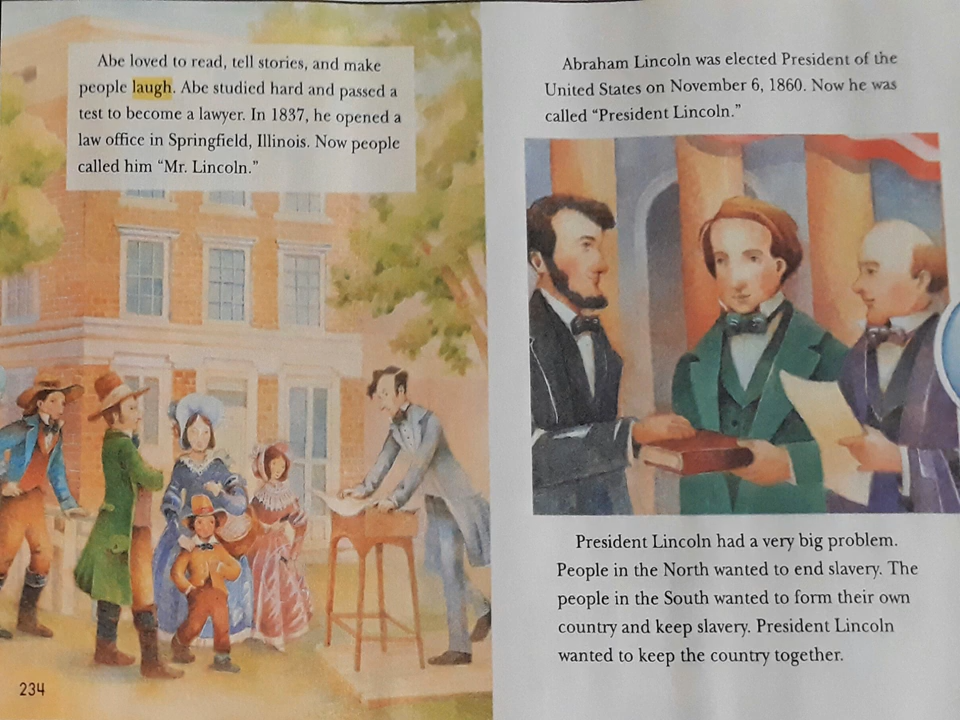 Abe loved to read, tell stories, and make
people laugh. Abe studied hard and passed a
test to become a lawyer. In 1837, he opened a
law office in Springfield, Illinois. Now people
called him “Mr. Lincoln.”
234
Abraham Lincoln was elected President of the
United States on November 6, 1860. Now he was
called “President Lincoln.”
President Lincoln had a very big problem.
People in the North wanted to end slavery. The
people in the South wanted to form their own
country and keep slavery. President Lincoln
wanted to keep the country together.